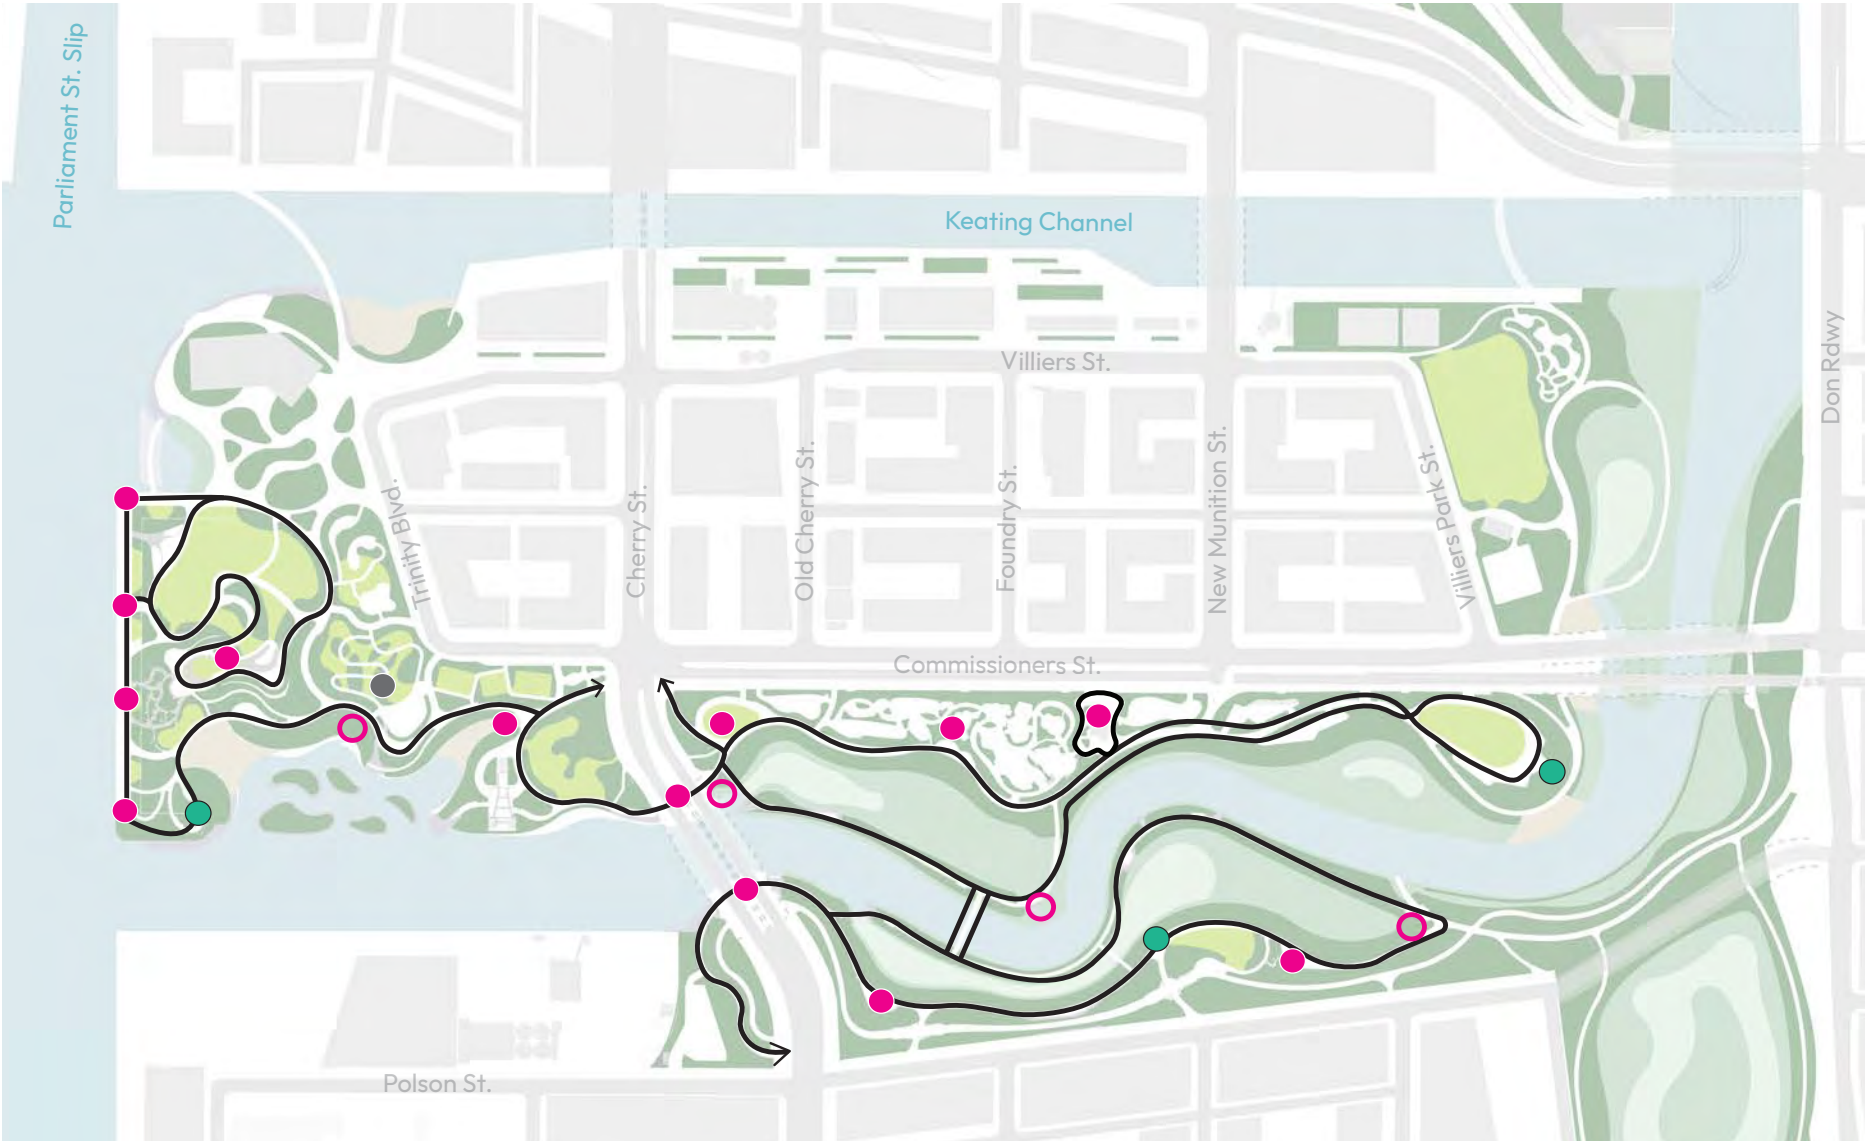 Parliament St. Slip
Keating Channel
Villiers St.
Don Rdwy
Trinity Blvd.
Cherry St.
Old Cherry St.
Foundry St.
New Munition St.
Villiers Park St.
Commissioners St.
Polson St.